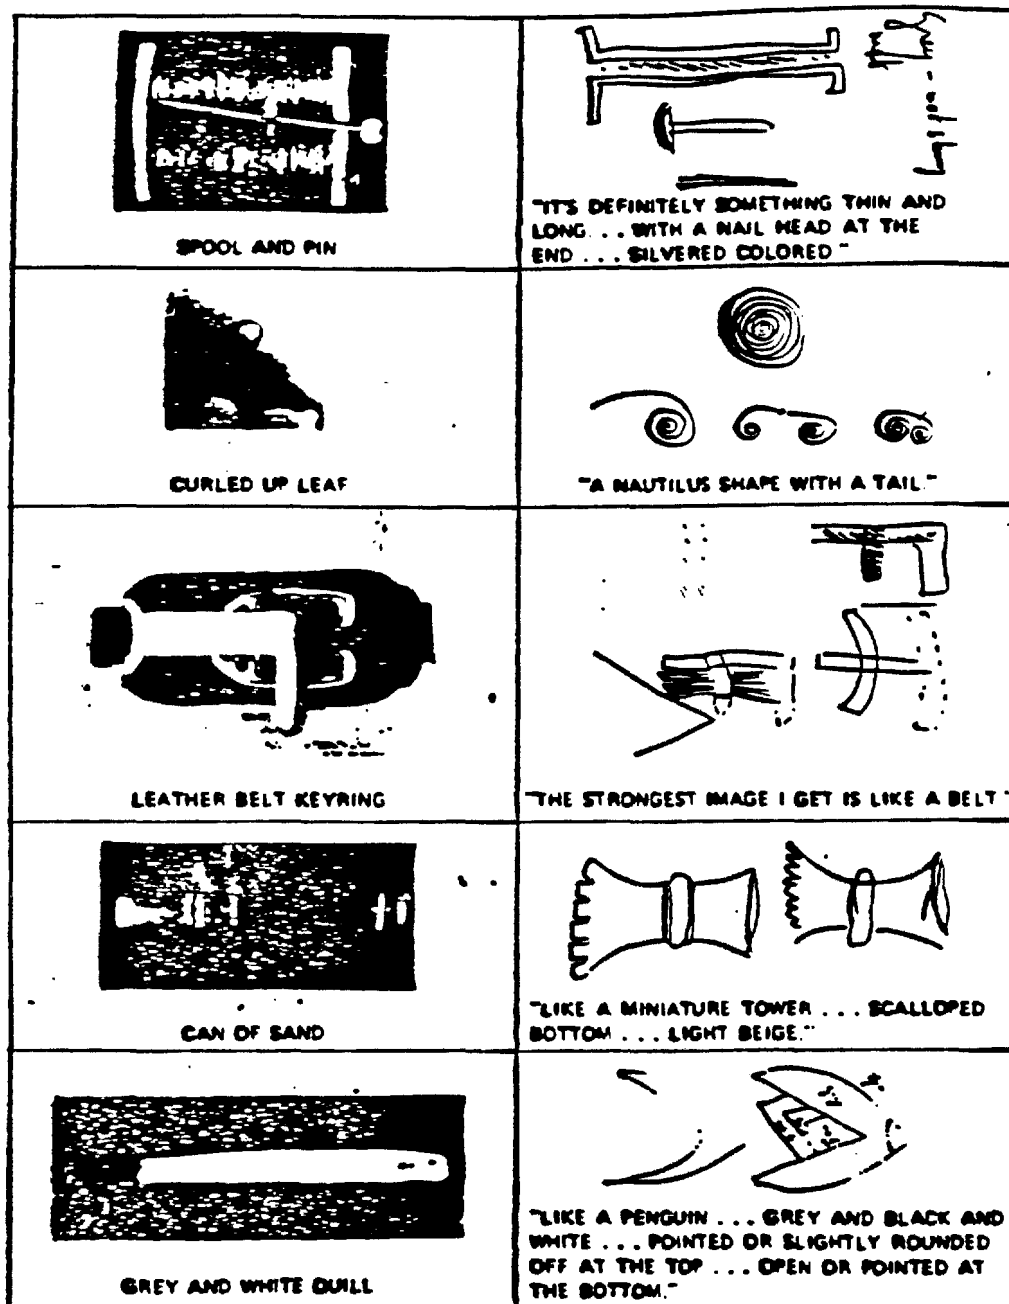 SPOOL AND PIN
"IT'S DEFINITELY SOMETHING THIN AND
LONG... WITH A NAIL HEAD AT THE
END... SILVERED COLORED"
CURLED UP LEAF
"A NAUTILUS SHAPE WITH A TAIL."
LEATHER BELT KEYRING
"THE STRONGEST IMAGE I GET IS LIKE A BELT"
CAN OF SAND
"LIKE A MINIATURE TOWER... SCALLOPED
BOTTOM... LIGHT BEIGE."
GREY AND WHITE QUILL
"LIKE A PENGUIN... GREY AND BLACK AND
WHITE... POINTED OR SLIGHTLY ROUNDED
OFF AT THE TOP... OPEN OR POINTED AT
THE BOTTOM."